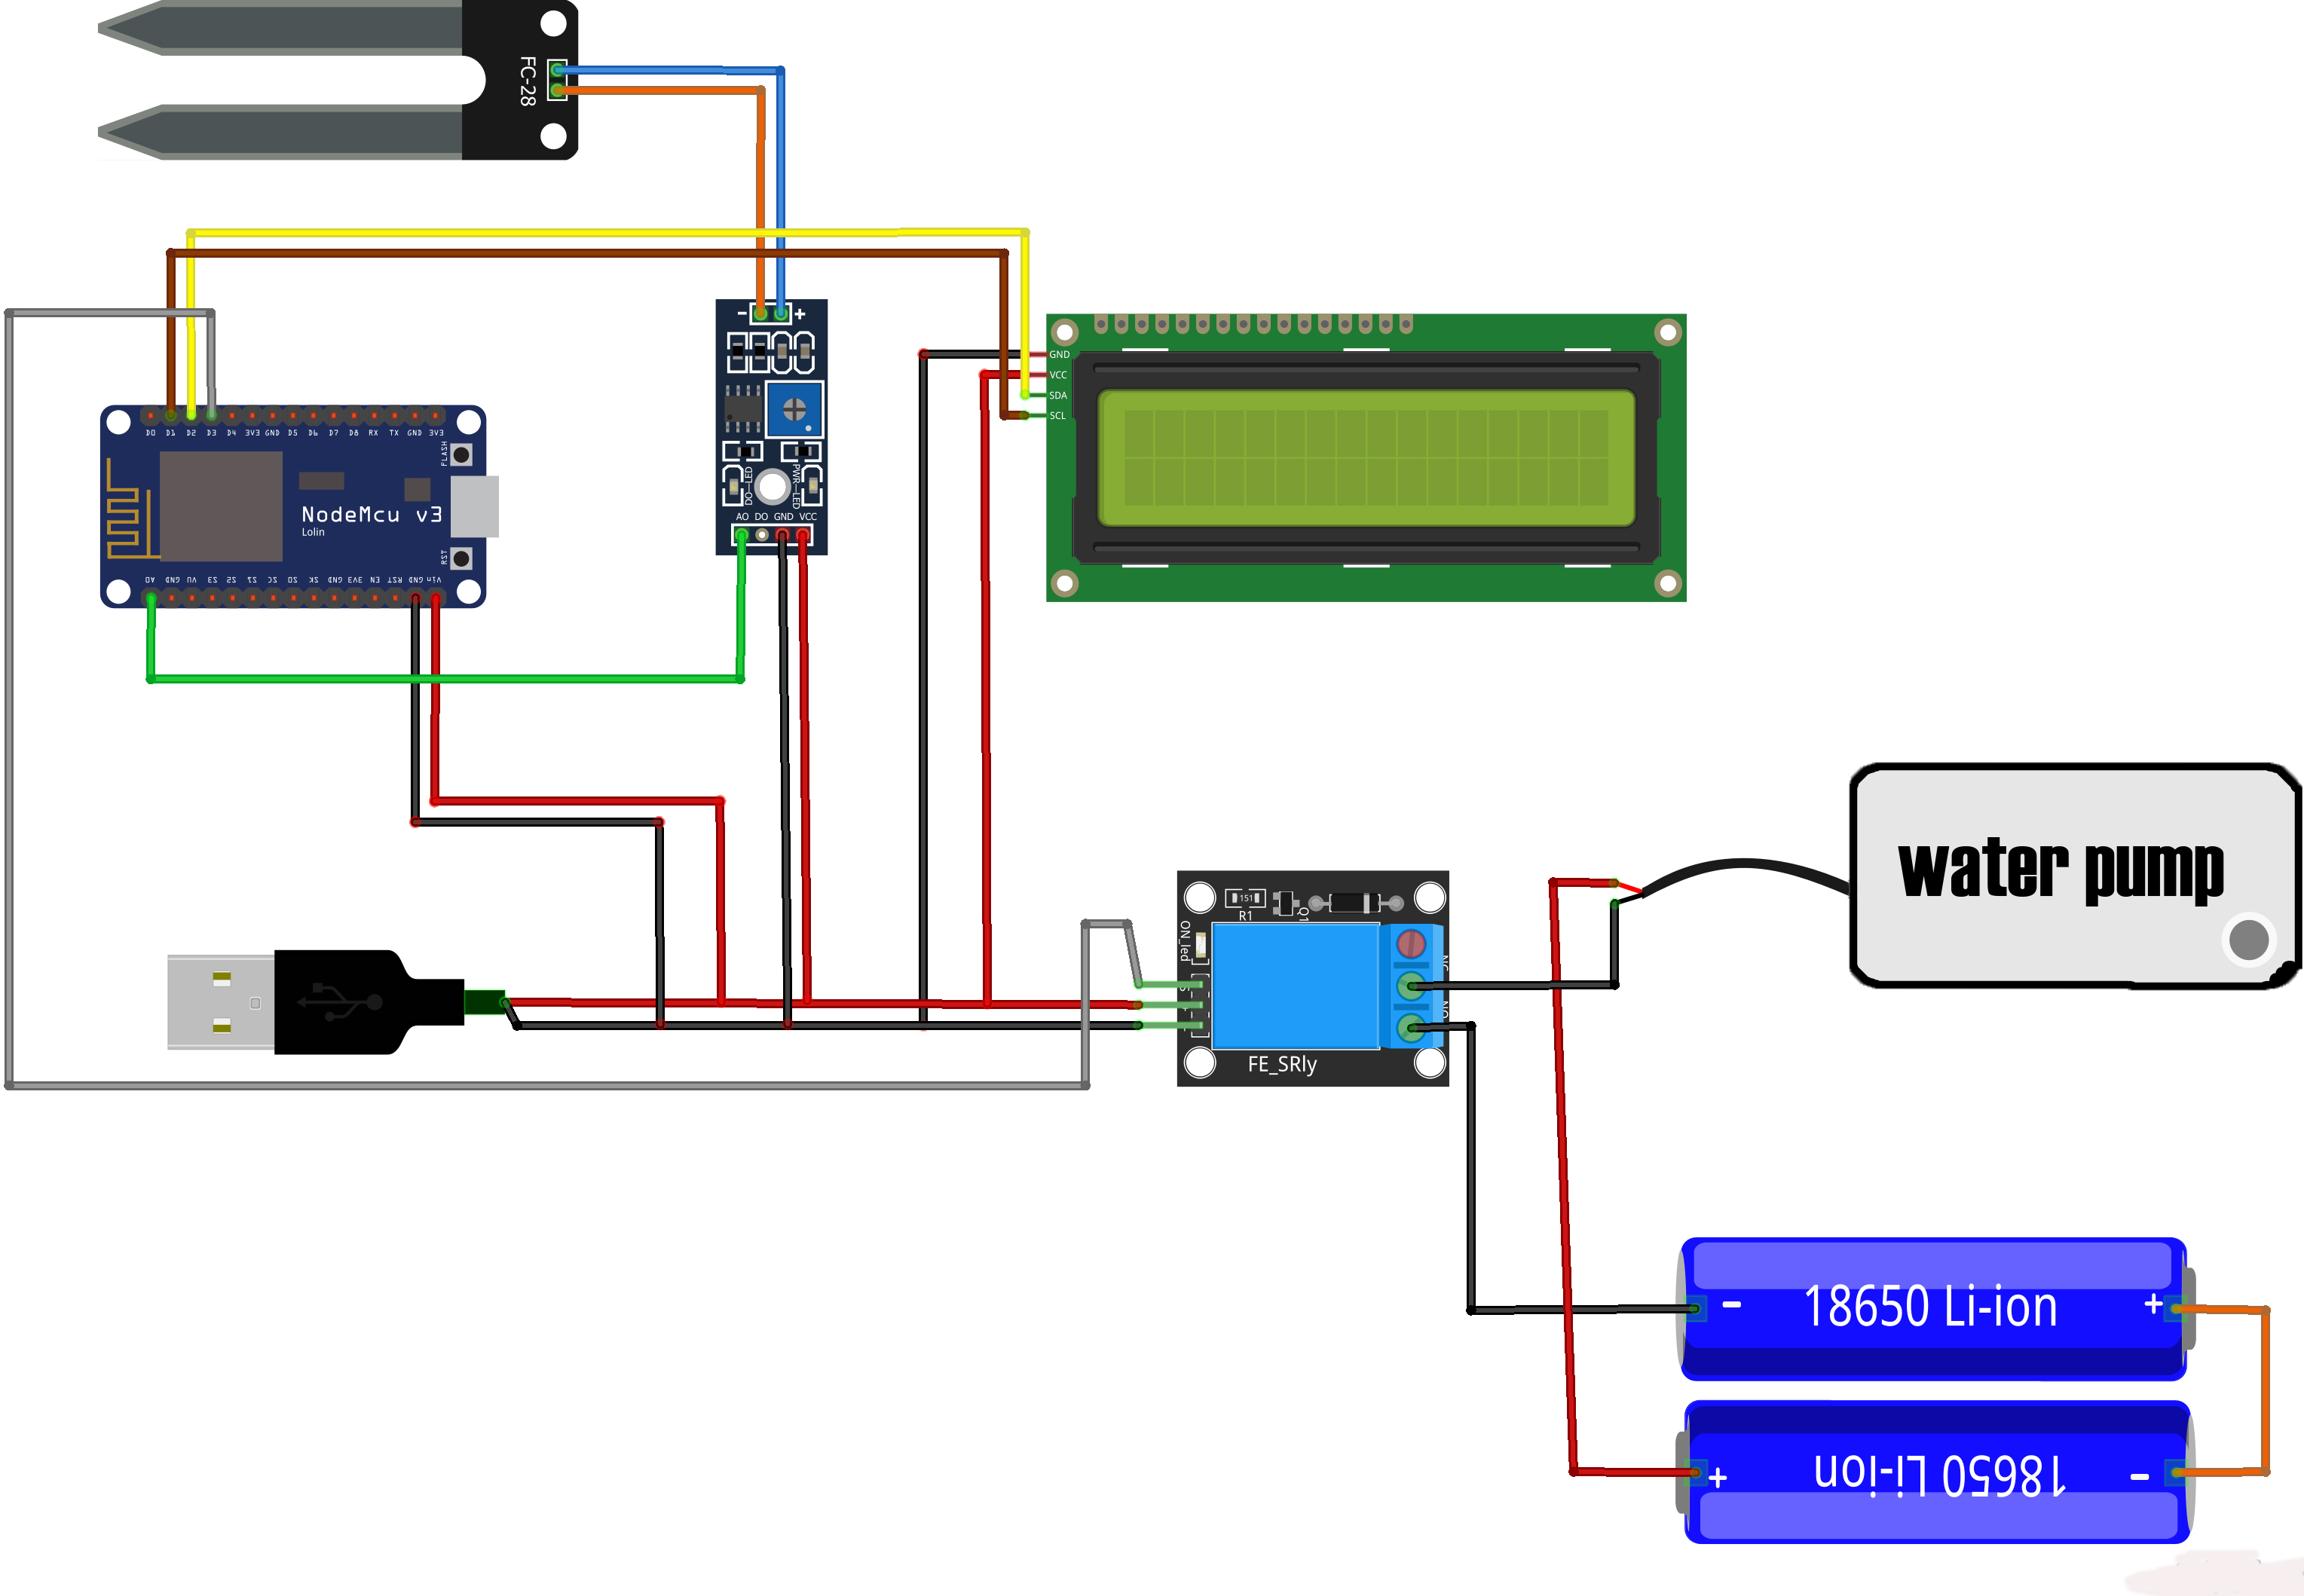 FC-28
- +
DO-LED
PWR-LED
AO DO GND VCC
GND
VCC
SDA
SCL
D0 D1 D2 D3 D4 3V3 GND D5 D6 D7 D8 RX TX GND 3V3
FLASH
NodeMcu v3
Lolin
RST
A0 GND VU S3 S2 S1 SC S0 SK GND 3V3 EN RST GND Vin
water pump
151
R1
Q1
ON_led
FE_SRly
- 18650 Li-ion +
+ 18650 Li-ion -